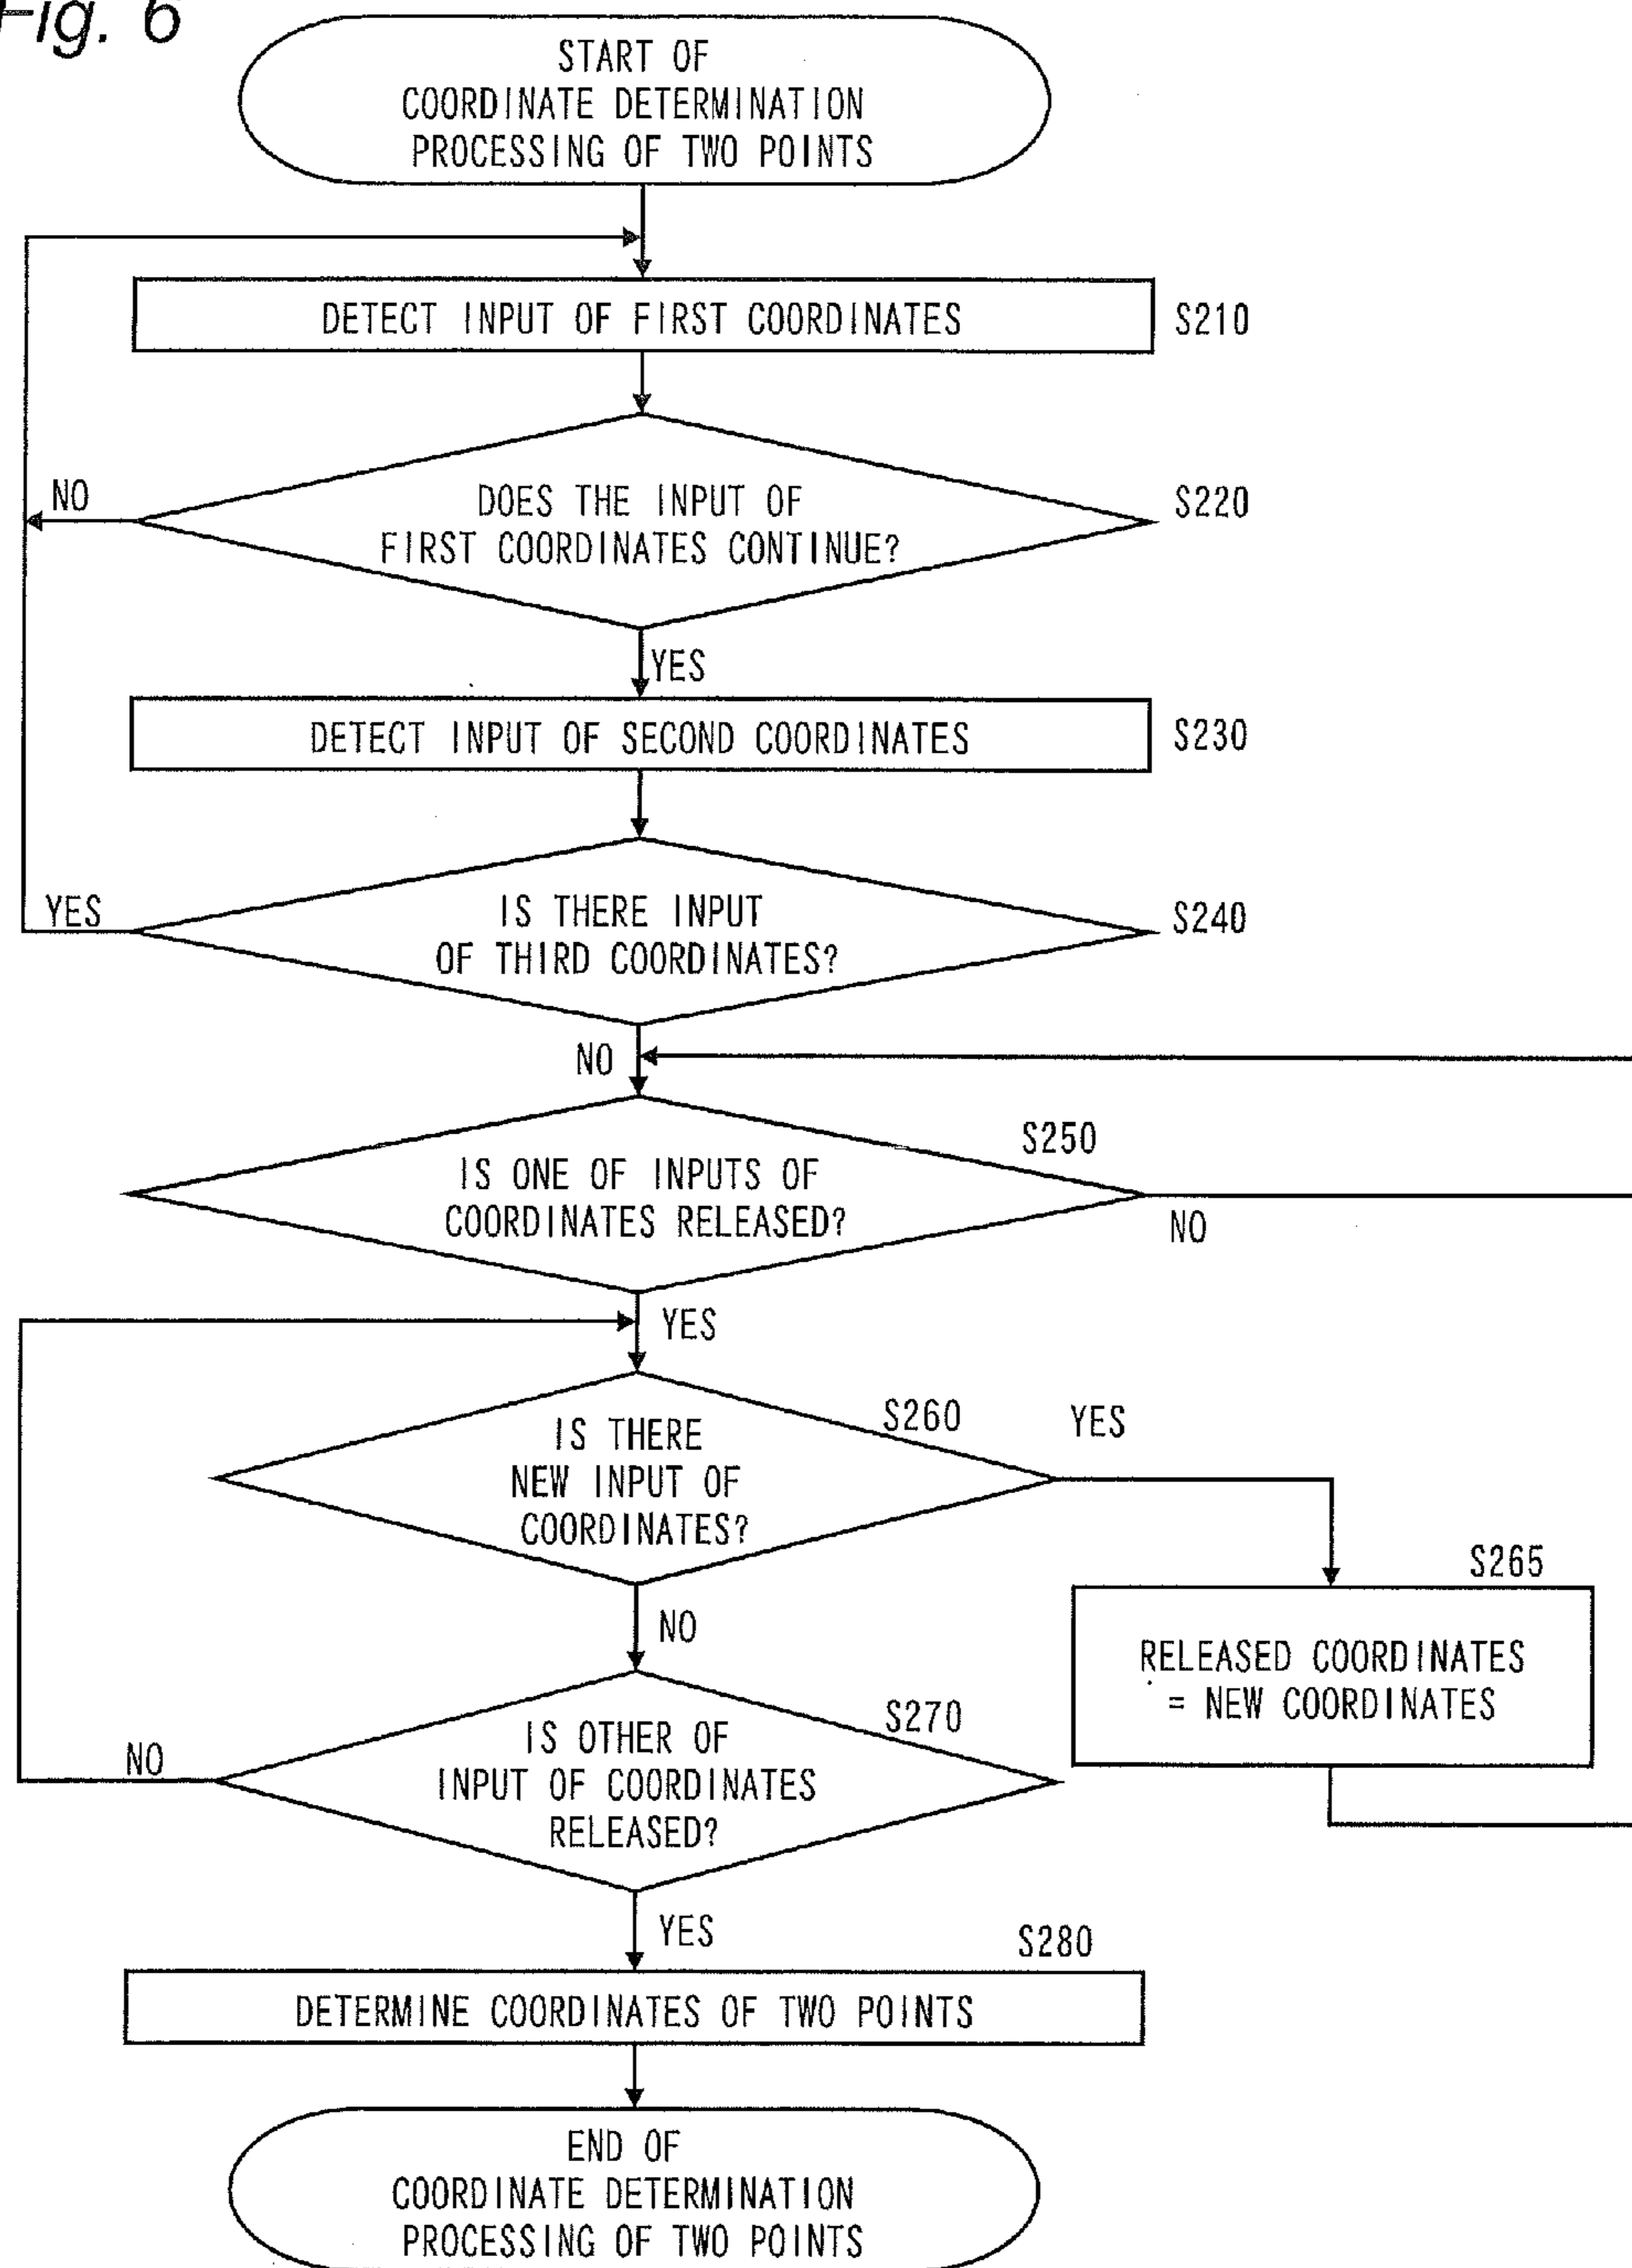 Fig. 6
START OF
COORDINATE DETERMINATION
PROCESSING OF TWO POINTS
DETECT INPUT OF FIRST COORDINATES
S210
NO
DOES THE INPUT OF
FIRST COORDINATES CONTINUE?
S220
YES
DETECT INPUT OF SECOND COORDINATES
S230
YES
IS THERE INPUT
OF THIRD COORDINATES?
S240
NO
S250
IS ONE OF INPUTS OF
COORDINATES RELEASED?
NO
YES
S260
YES
IS THERE
NEW INPUT OF
COORDINATES?
S265
NO
RELEASED COORDINATES
= NEW COORDINATES
S270
NO
IS OTHER OF
INPUT OF COORDINATES
RELEASED?
YES
S280
DETERMINE COORDINATES OF TWO POINTS
END OF
COORDINATE DETERMINATION
PROCESSING OF TWO POINTS